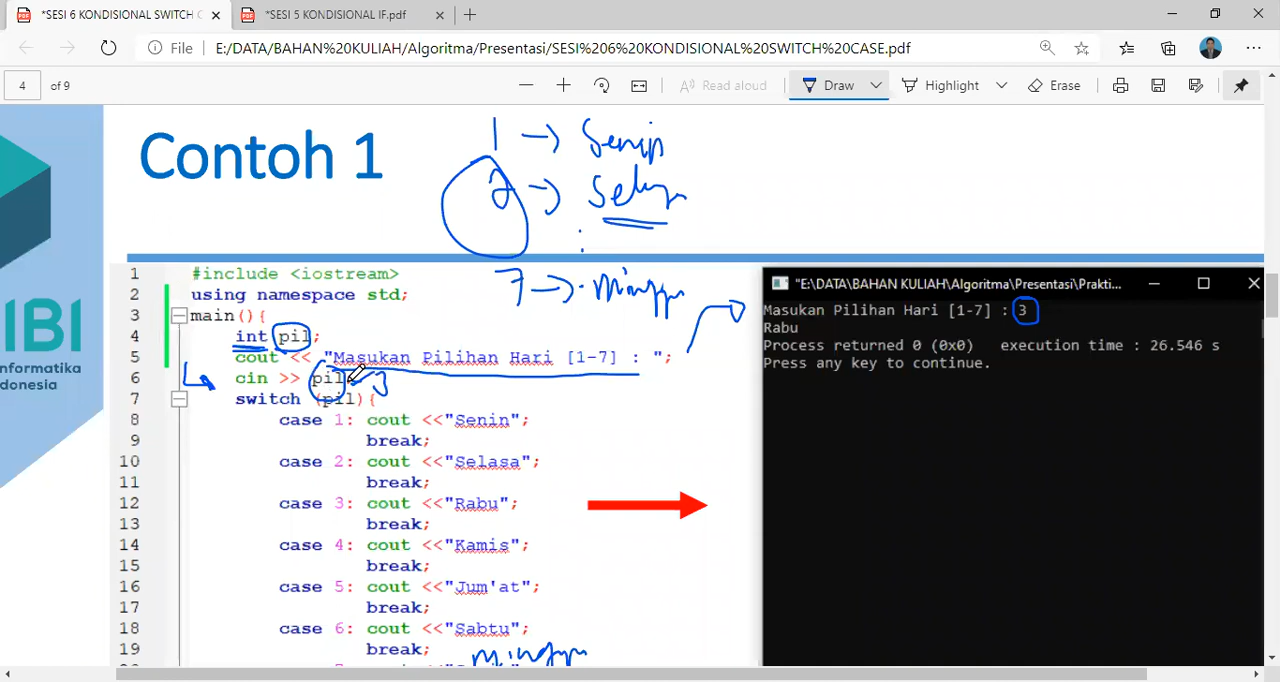 *SESI 6 KONDISIONAL SWITCH C
*SESI 5 KONDISIONAL IF.pdf
File
E:/DATA/BAHAN%20KULIAH/Algoritma/Presentasi/SESI%206%20KONDISIONAL%20SWITCH%20CASE.pdf
4 of 9
Read aloud
Draw
Highlight
Erase
Contoh 1
1 → Senin
2 → Selasa
:
7 → Minggu
IBI
informatika
donesia
1 #include <iostream>
2 using namespace std;
3 main(){
4 int pil;
5 cout << "Masukan Pilihan Hari [1-7] : ";
6 cin >> pil 3
7 switch (pil){
8 case 1: cout <<"Senin";
9 break;
10 case 2: cout <<"Selasa";
11 break;
12 case 3: cout <<"Rabu";
13 break;
14 case 4: cout <<"Kamis";
15 break;
16 case 5: cout <<"Jum'at";
17 break;
18 case 6: cout <<"Sabtu";
19 break;
minggu
"E:\DATA\BAHAN KULIAH\Algoritma\Presentasi\Prakti...
Masukan Pilihan Hari [1-7] : 3
Rabu
Process returned 0 (0x0) execution time : 26.546 s
Press any key to continue.